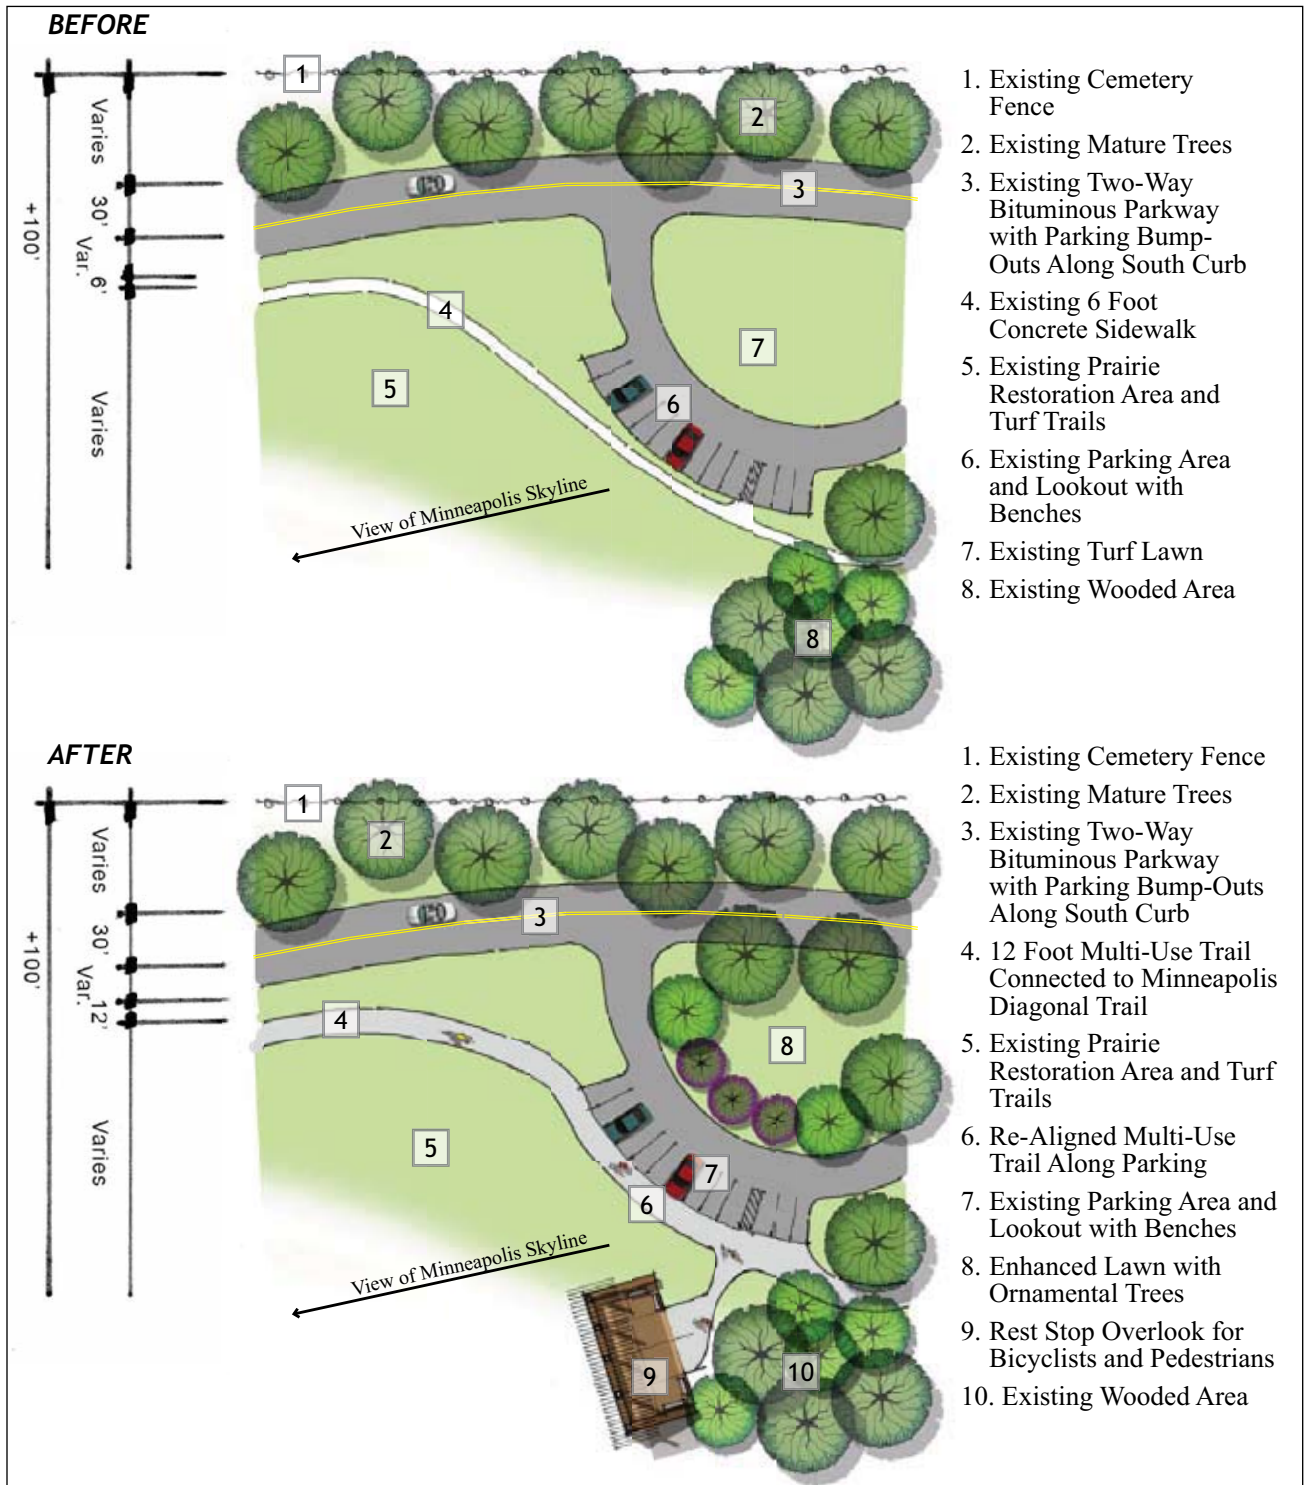 BEFORE
Varies
30'
Var.
6'
Varies
+100'
1
2
3
4
5
6
7
8
View of Minneapolis Skyline
1. Existing Cemetery
Fence
2. Existing Mature Trees
3. Existing Two-Way
Bituminous Parkway
with Parking Bump-
Outs Along South Curb
4. Existing 6 Foot
Concrete Sidewalk
5. Existing Prairie
Restoration Area and
Turf Trails
6. Existing Parking Area
and Lookout with
Benches
7. Existing Turf Lawn
8. Existing Wooded Area
AFTER
Varies
30'
Var.
12'
Varies
+100'
1
2
3
4
5
6
7
8
9
10
View of Minneapolis Skyline
1. Existing Cemetery Fence
2. Existing Mature Trees
3. Existing Two-Way
Bituminous Parkway
with Parking Bump-Outs
Along South Curb
4. 12 Foot Multi-Use Trail
Connected to Minneapolis
Diagonal Trail
5. Existing Prairie
Restoration Area and Turf
Trails
6. Re-Aligned Multi-Use
Trail Along Parking
7. Existing Parking Area and
Lookout with Benches
8. Enhanced Lawn with
Ornamental Trees
9. Rest Stop Overlook for
Bicyclists and Pedestrians
10. Existing Wooded Area